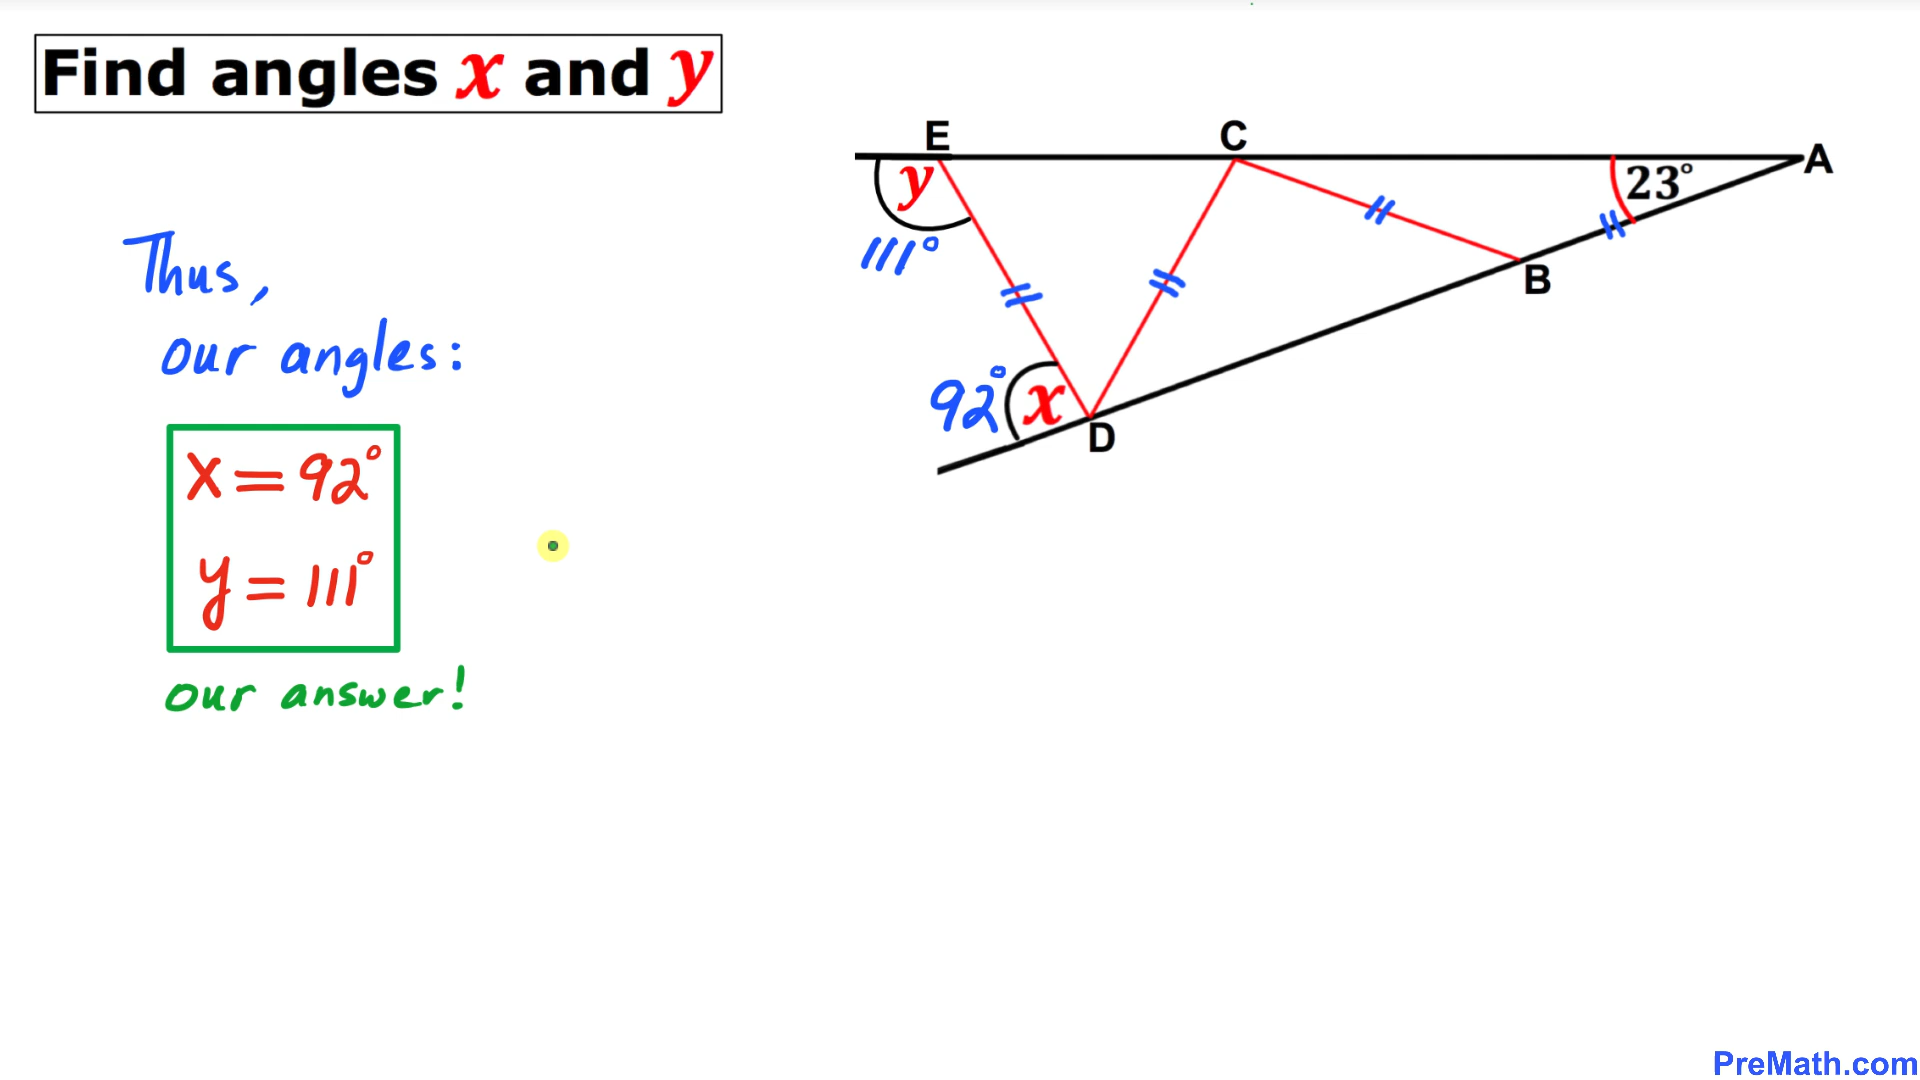 Find angles x and y
E
C
A
y
23°
111°
B
Thus,
our angles:
92°
x
D
x = 92°
y = 111°
our answer!
PreMath.com